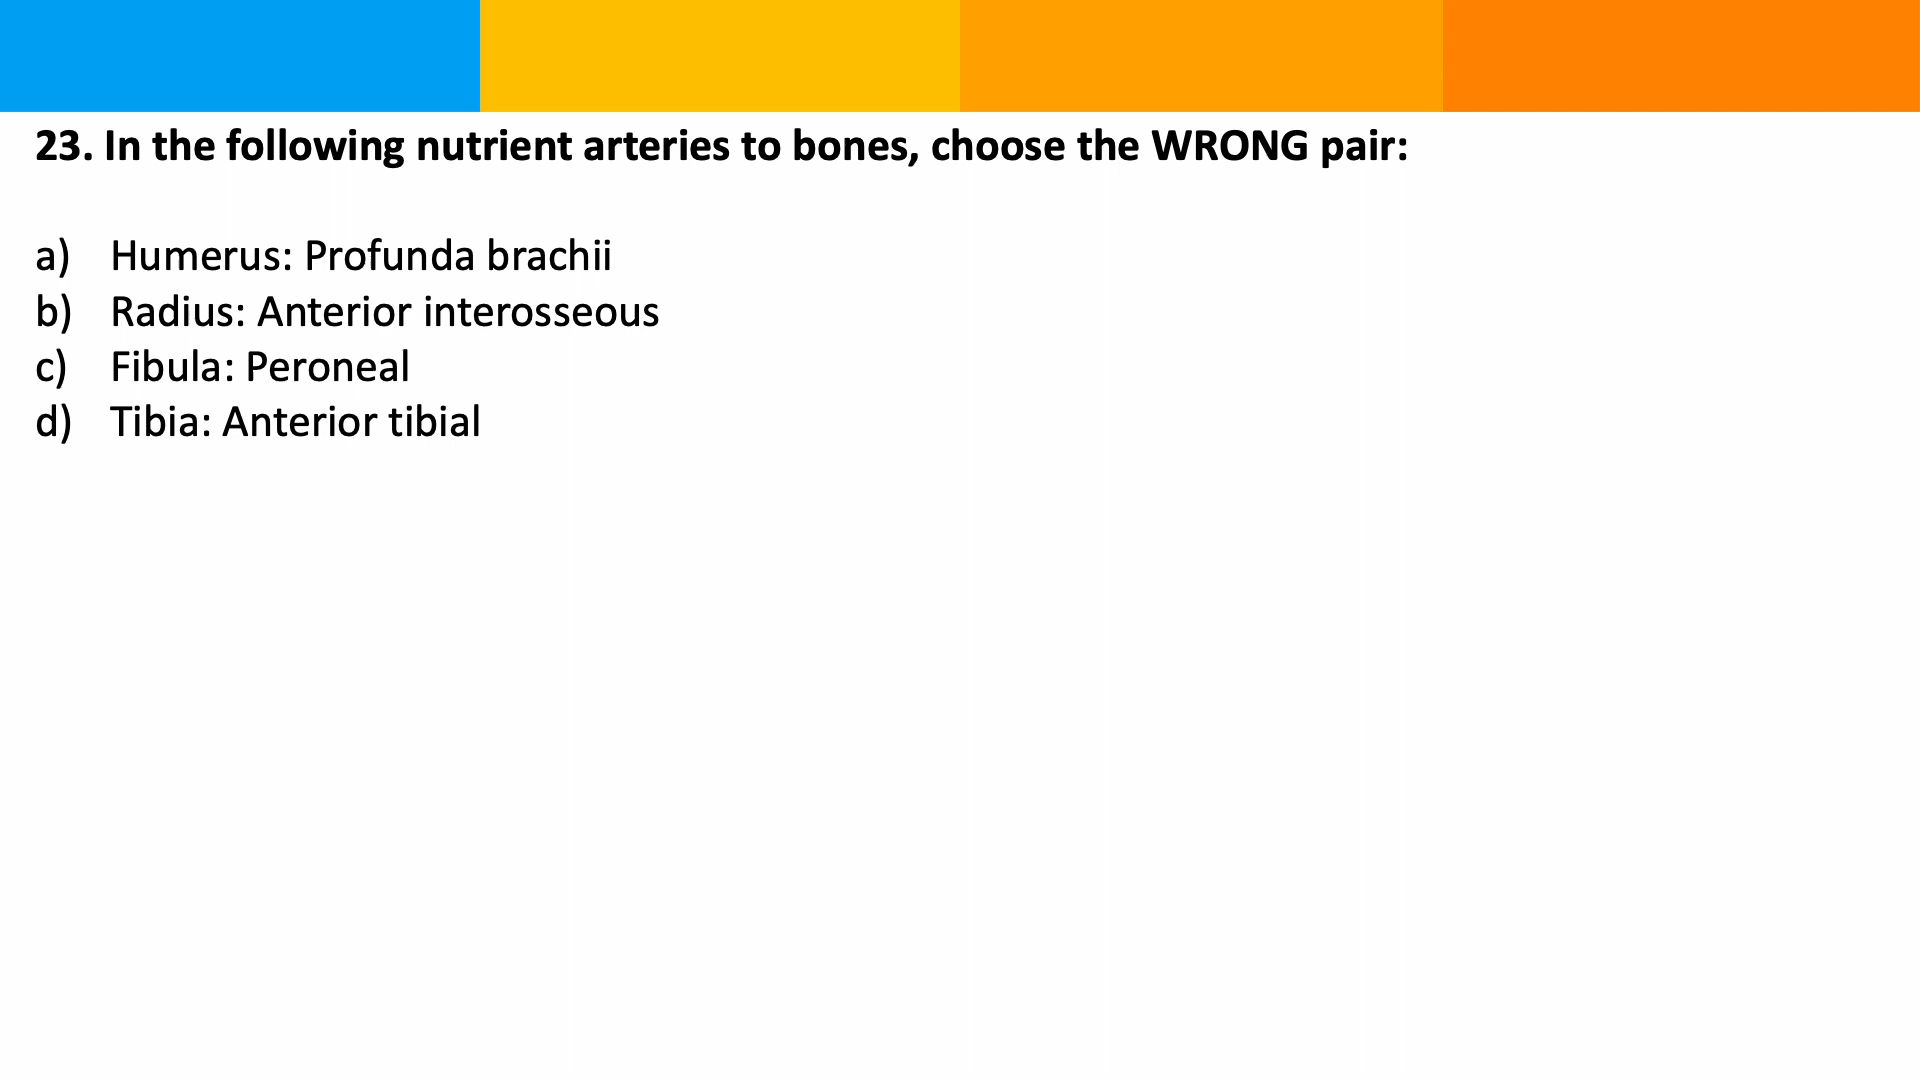 23. In the following nutrient arteries to bones, choose the WRONG pair:
a) Humerus: Profunda brachii
b) Radius: Anterior interosseous
c) Fibula: Peroneal
d) Tibia: Anterior tibial